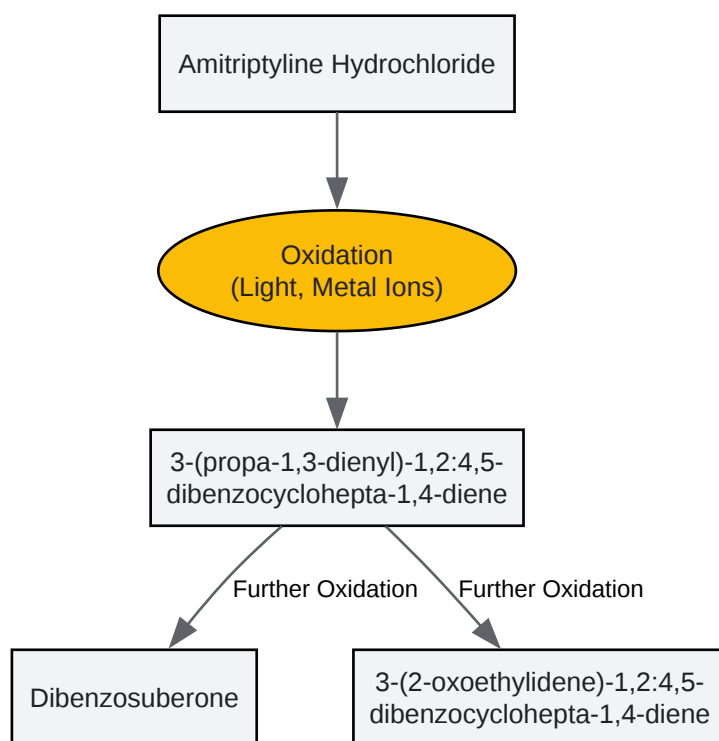 Amitriptyline Hydrochloride
Oxidation
(Light, Metal Ions)
3-(propa-1,3-dienyl)-1,2:4,5-
dibenzocyclohepta-1,4-diene
Further Oxidation
Further Oxidation
Dibenzosuberone
3-(2-oxoethylidene)-1,2:4,5-
dibenzocyclohepta-1,4-diene